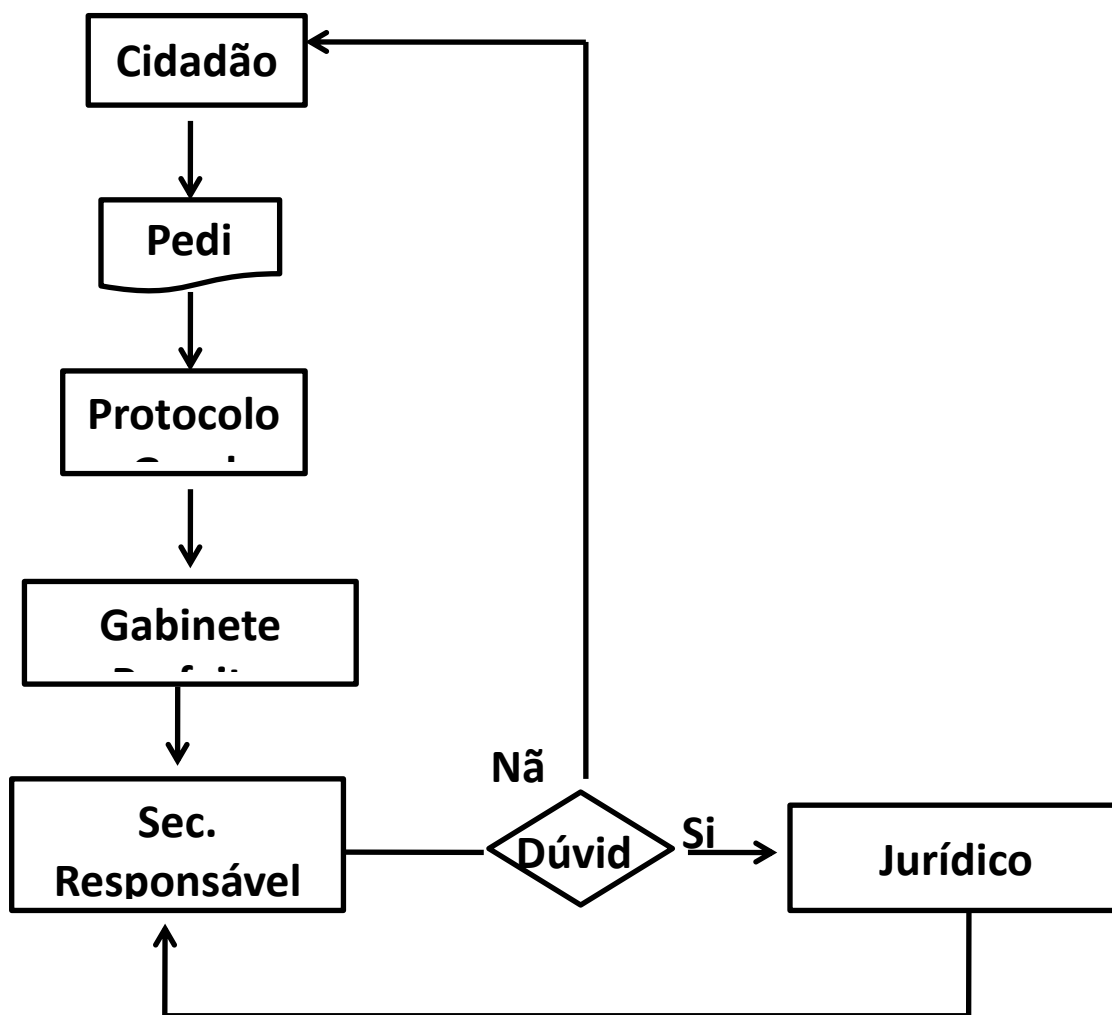 Cidadão
Pedi
Protocolo
Gabinete
Nã
Sec.
Responsável
Dúvid
Si
Jurídico